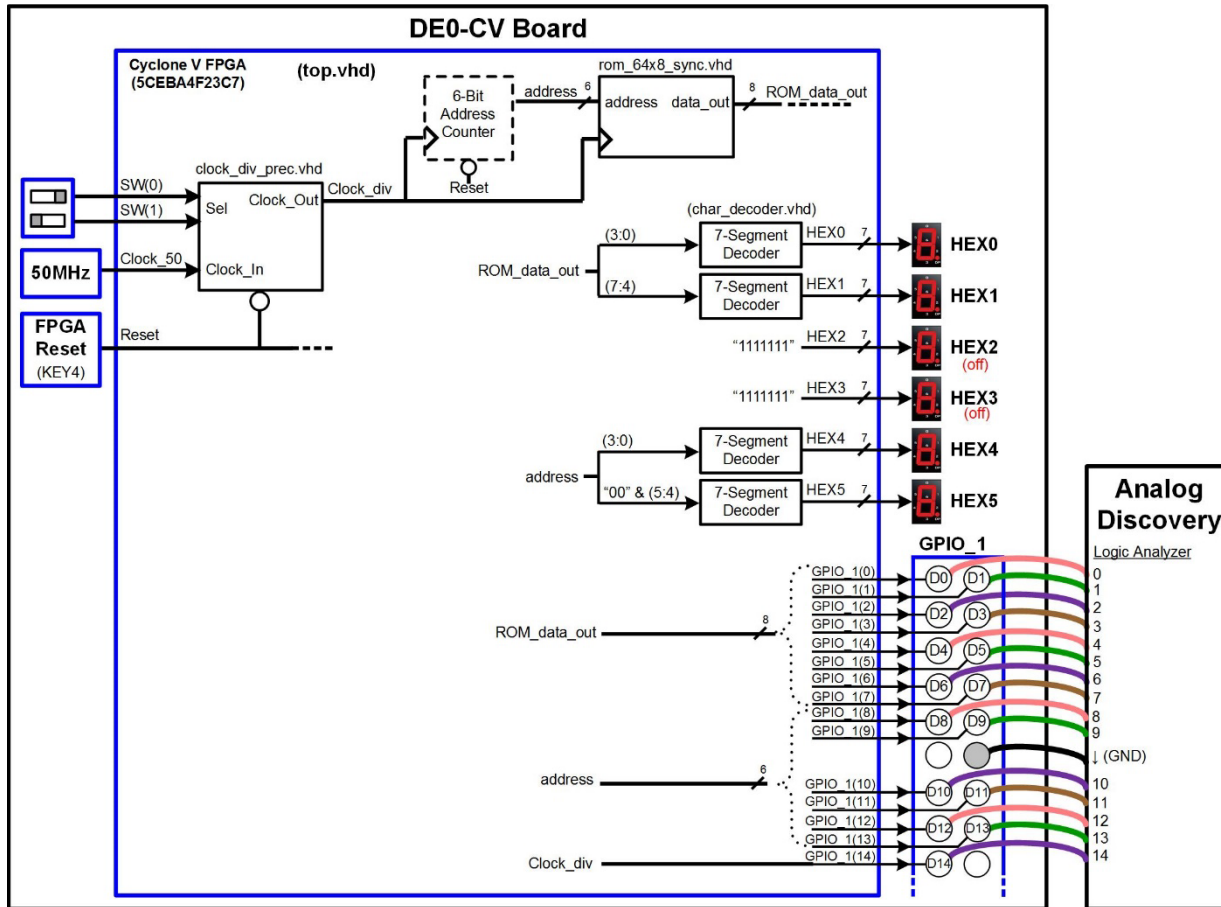 DE0-CV Board
Cyclone V FPGA
(5CEBA4F23C7)
(top.vhd)
6-Bit
Address
Counter
Reset
address
6
rom_64x8_sync.vhd
address
data_out
8
ROM_data_out
clock_div_prec.vhd
SW(0)
SW(1)
Sel
Clock_Out
Clock_div
50MHz
Clock_50
Clock_In
FPGA
Reset
(KEY4)
Reset
(char_decoder.vhd)
ROM_data_out
(3:0)
7-Segment
Decoder
HEX0
7
HEX0
(7:4)
7-Segment
Decoder
HEX1
7
HEX1
“1111111”
HEX2
7
HEX2
(off)
“1111111”
HEX3
7
HEX3
(off)
address
(3:0)
7-Segment
Decoder
HEX4
7
HEX4
“00” & (5:4)
7-Segment
Decoder
HEX5
7
HEX5
Analog
Discovery
Logic Analyzer
GPIO_1
ROM_data_out
8
address
6
Clock_div
GPIO_1(0)
D0
D1
0
GPIO_1(1)
1
GPIO_1(2)
D2
D3
2
GPIO_1(3)
3
GPIO_1(4)
D4
D5
4
GPIO_1(5)
5
GPIO_1(6)
D6
D7
6
GPIO_1(7)
7
GPIO_1(8)
D8
D9
8
GPIO_1(9)
9
↓ (GND)
GPIO_1(10)
D10
D11
10
GPIO_1(11)
11
GPIO_1(12)
D12
D13
12
GPIO_1(13)
13
GPIO_1(14)
D14
14